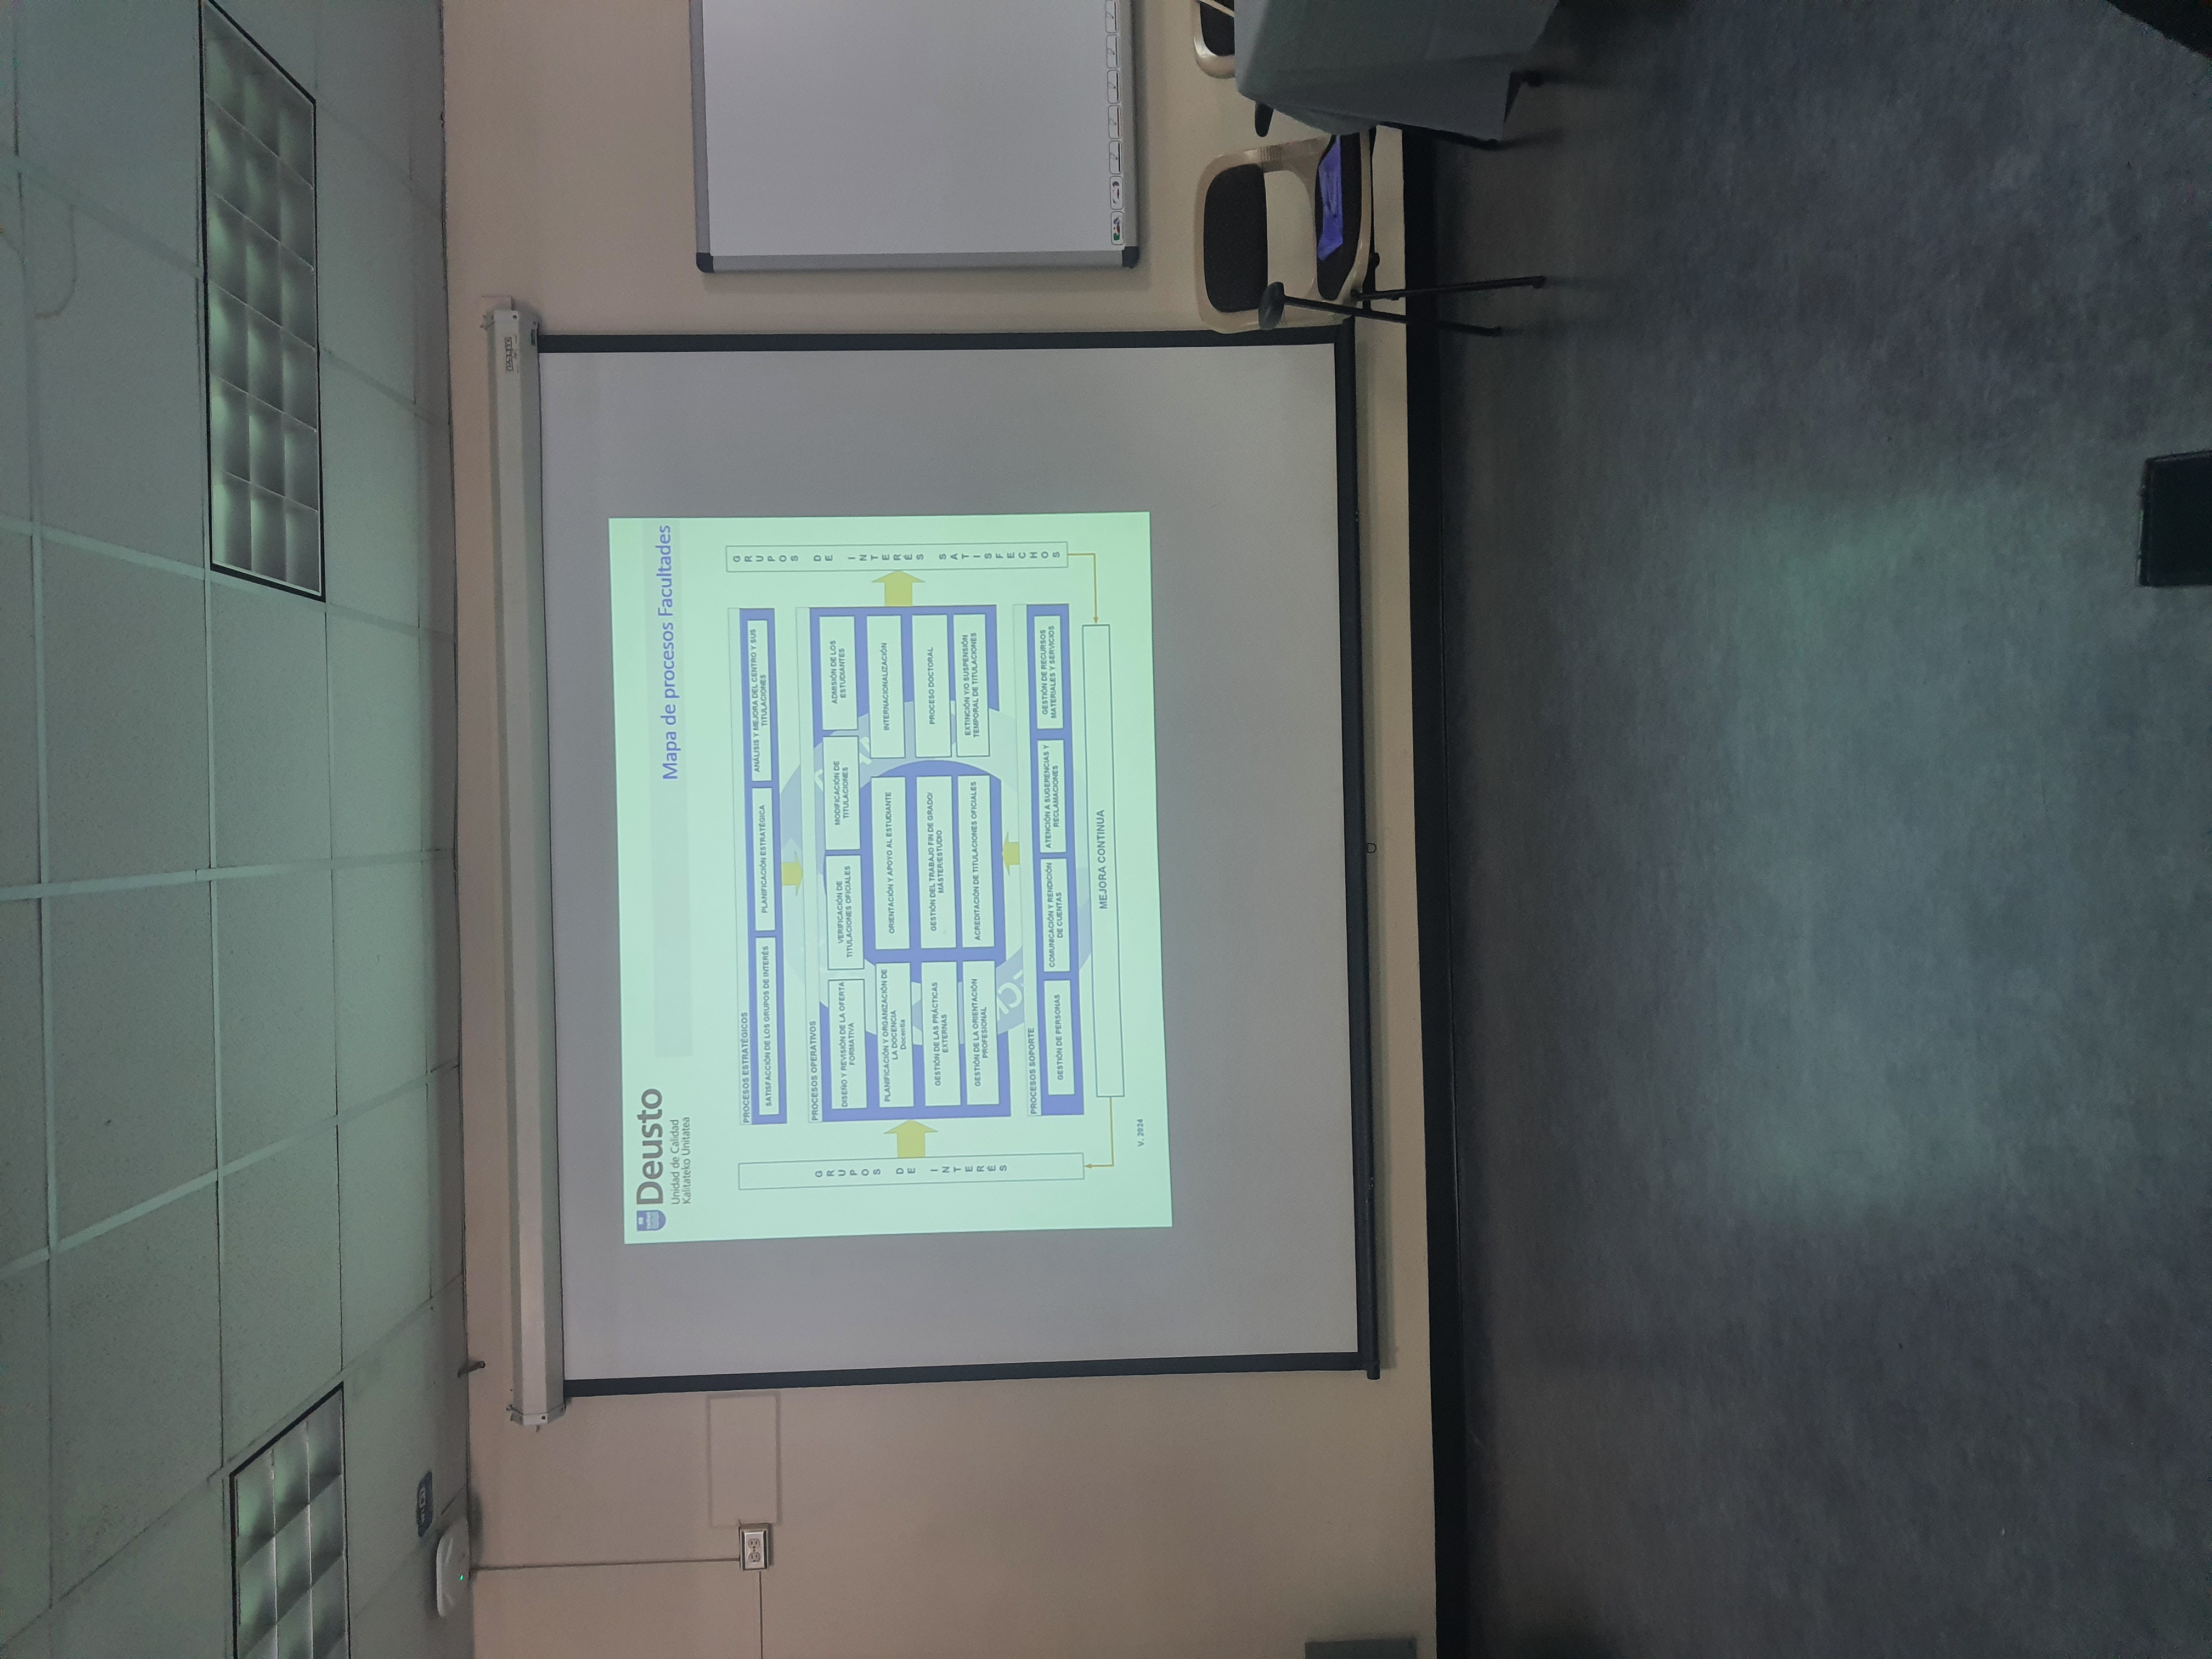 DA-LITE
Deusto
Unidad de Calidad
Kalitateko Unitatea
Mapa de procesos Facultades
GRUPOS DE INTERÉS
PROCESOS ESTRATÉGICOS
SATISFACCIÓN DE LOS GRUPOS DE INTERÉS
PLANIFICACIÓN ESTRATÉGICA
ANÁLISIS Y MEJORA DEL CENTRO Y SUS
TITULACIONES
PROCESOS OPERATIVOS
DISEÑO Y REVISIÓN DE LA OFERTA
FORMATIVA
VERIFICACIÓN DE
TITULACIONES OFICIALES
MODIFICACIÓN DE
TITULACIONES
ADMISIÓN DE LOS
ESTUDIANTES
PLANIFICACIÓN Y ORGANIZACIÓN DE
LA DOCENCIA
Docentia
ORIENTACIÓN Y APOYO AL ESTUDIANTE
INTERNACIONALIZACIÓN
GESTIÓN DE LAS PRÁCTICAS
EXTERNAS
GESTIÓN DEL TRABAJO FIN DE GRADO/
MÁSTER/ESTUDIO
PROCESO DOCTORAL
GESTIÓN DE LA ORIENTACIÓN
PROFESIONAL
ACREDITACIÓN DE TITULACIONES OFICIALES
EXTINCIÓN Y/O SUSPENSIÓN
TEMPORAL DE TITULACIONES
PROCESOS SOPORTE
GESTIÓN DE PERSONAS
COMUNICACIÓN Y RENDICIÓN
DE CUENTAS
ATENCIÓN A SUGERENCIAS Y
RECLAMACIONES
GESTIÓN DE RECURSOS
MATERIALES Y SERVICIOS
GRUPOS DE INTERÉS SATISFECHOS
MEJORA CONTINUA
V. 2024